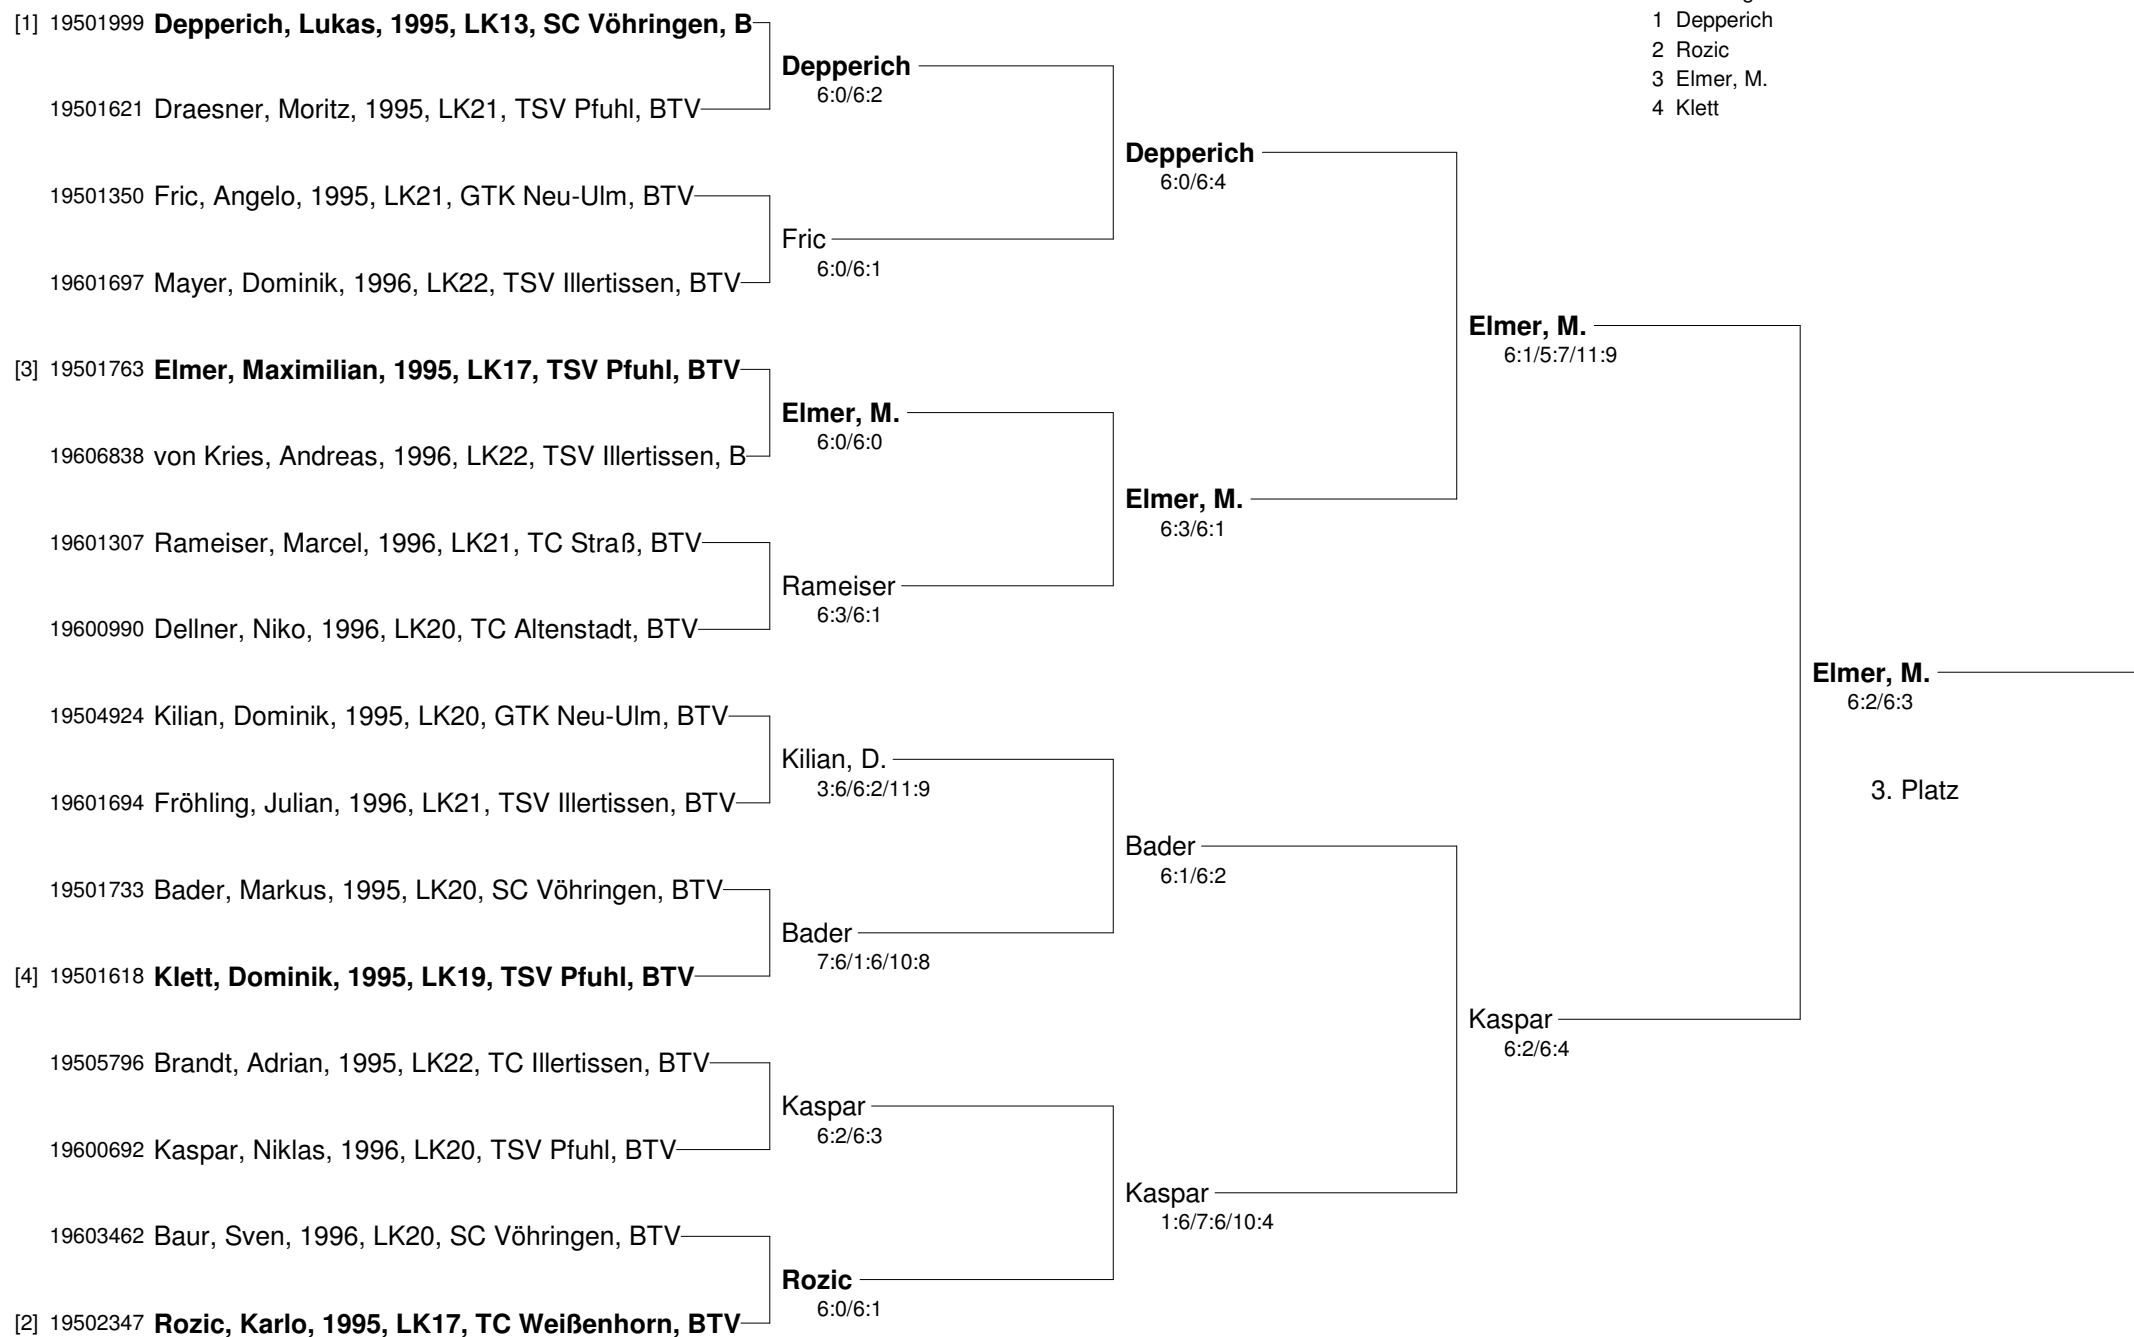 [1] 19501999 Depperich, Lukas, 1995, LK13, SC Vöhringen, B
19501621 Draesner, Moritz, 1995, LK21, TSV Pfuhl, BTV
19501350 Fric, Angelo, 1995, LK21, GTK Neu-Ulm, BTV
19601697 Mayer, Dominik, 1996, LK22, TSV Illertissen, BTV
[3] 19501763 Elmer, Maximilian, 1995, LK17, TSV Pfuhl, BTV
19606838 von Kries, Andreas, 1996, LK22, TSV Illertissen, B
19601307 Rameiser, Marcel, 1996, LK21, TC Straß, BTV
19600990 Dellner, Niko, 1996, LK20, TC Altenstadt, BTV
19504924 Kilian, Dominik, 1995, LK20, GTK Neu-Ulm, BTV
19601694 Fröhling, Julian, 1996, LK21, TSV Illertissen, BTV
19501733 Bader, Markus, 1995, LK20, SC Vöhringen, BTV
[4] 19501618 Klett, Dominik, 1995, LK19, TSV Pfuhl, BTV
19505796 Brandt, Adrian, 1995, LK22, TC Illertissen, BTV
19600692 Kaspar, Niklas, 1996, LK20, TSV Pfuhl, BTV
19603462 Baur, Sven, 1996, LK20, SC Vöhringen, BTV
[2] 19502347 Rozic, Karlo, 1995, LK17, TC Weißenhorn, BTV
Depperich
6:0/6:2
Fric
6:0/6:1
Elmer, M.
6:0/6:0
Rameiser
6:3/6:1
Kilian, D.
3:6/6:2/11:9
Bader
7:6/1:6/10:8
Kaspar
6:2/6:3
Rozic
6:0/6:1
Depperich
6:0/6:4
Elmer, M.
6:3/6:1
Bader
6:1/6:2
Kaspar
1:6/7:6/10:4
Elmer, M.
6:1/5:7/11:9
Kaspar
6:2/6:4
Elmer, M.
6:2/6:3
3. Platz
1 Depperich
2 Rozic
3 Elmer, M.
4 Klett